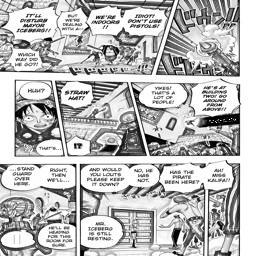 IDIOT!
DON'T USE
PISTOLS!
WE'RE
INDOORS
!!
BUT
WE'RE
DEALING
WITH A...
IT'LL
DISTURB
MAYOR
ICEBERG!!
WHICH
WAY DID
HE GO?!
HE'S AT
BUILDING
TWO GO
AROUND
FROM
ABOVE!!
YIKES!
THAT'S A
LOT OF
PEOPLE!
STRAW
HAT!
!?
HUH?
THAT'S...
AH!
MISS
KALIFA!
HAS THE
PIRATE
BEEN HERE?
NO, HE
HAS
NOT.
AND WOULD
YOU LOUTS
PLEASE KEEP
IT DOWN?
MR.
ICEBERG
IS STILL
RESTING.
RIGHT,
THEN
WE'LL...
...STAND
GUARD
OVER
HERE.
HE'LL BE
HEADING
FOR THIS
ROOM FOR
SURE.